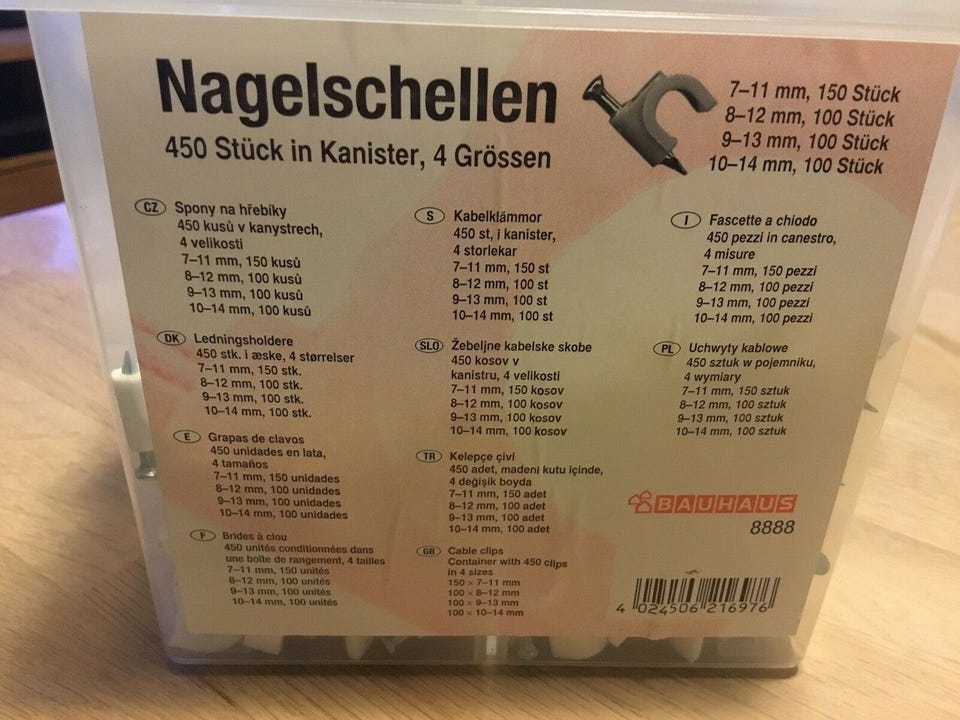 Nagelschellen
450 Stück in Kanister, 4 Grössen
7–11 mm, 150 Stück
8–12 mm, 100 Stück
9–13 mm, 100 Stück
10–14 mm, 100 Stück
CZ Spony na hřebíky
450 kusů v kanystrech,
4 velikosti
7–11 mm, 150 kusů
8–12 mm, 100 kusů
9–13 mm, 100 kusů
10–14 mm, 100 kusů
DK Ledningsholdere
450 stk. i æske, 4 størrelser
7–11 mm, 150 stk.
8–12 mm, 100 stk.
9–13 mm, 100 stk.
10–14 mm, 100 stk.
E Grapas de clavos
450 unidades en lata,
4 tamaños
7–11 mm, 150 unidades
8–12 mm, 100 unidades
9–13 mm, 100 unidades
10–14 mm, 100 unidades
F Brides à clou
450 unités conditionnées dans
une boîte de rangement, 4 tailles
7–11 mm, 150 unités
8–12 mm, 100 unités
9–13 mm, 100 unités
10–14 mm, 100 unités
S Kabelklämmor
450 st, i kanister,
4 storlekar
7–11 mm, 150 st
8–12 mm, 100 st
9–13 mm, 100 st
10–14 mm, 100 st
SLO Žebeljne kabelske skobe
450 kosov v
kanistru, 4 velikosti
7–11 mm, 150 kosov
8–12 mm, 100 kosov
9–13 mm, 100 kosov
10–14 mm, 100 kosov
TR Kelepçe çivi
450 adet, madeni kutu içinde,
4 değişik boyda
7–11 mm, 150 adet
8–12 mm, 100 adet
9–13 mm, 100 adet
10–14 mm, 100 adet
GB Cable clips
Container with 450 clips
in 4 sizes
150 × 7–11 mm
100 × 8–12 mm
100 × 9–13 mm
100 × 10–14 mm
I Fascette a chiodo
450 pezzi in canestro,
4 misure
7–11 mm, 150 pezzi
8–12 mm, 100 pezzi
9–13 mm, 100 pezzi
10–14 mm, 100 pezzi
PL Uchwyty kablowe
450 sztuk w pojemniku,
4 wymiary
7–11 mm, 150 sztuk
8–12 mm, 100 sztuk
9–13 mm, 100 sztuk
10–14 mm, 100 sztuk
BAUHAUS
8888
4 024506 216976